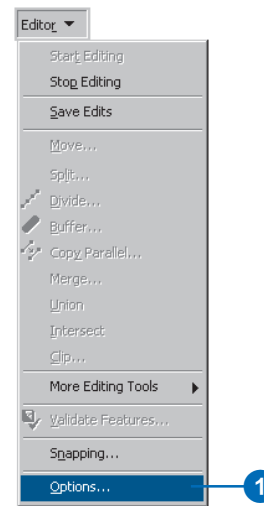 Editor
Start Editing
Stop Editing
Save Edits
Move...
Split...
Divide...
Buffer...
Copy Parallel...
Merge...
Union
Intersect
Clip...
More Editing Tools
Validate Features...
Snapping...
Options...
1